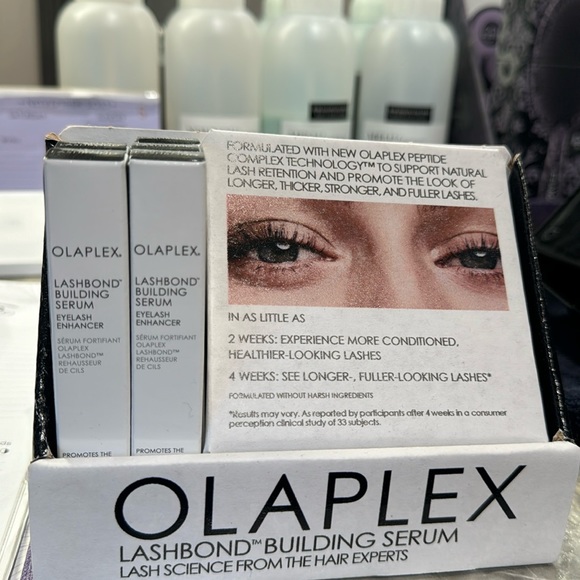 FORMULATED WITH NEW OLAPLEX PEPTIDE
COMPLEX TECHNOLOGY™ TO SUPPORT NATURAL
LASH RETENTION AND PROMOTE THE LOOK OF
LONGER, THICKER, STRONGER, AND FULLER LASHES.
IN AS LITTLE AS
2 WEEKS: EXPERIENCE MORE CONDITIONED,
HEALTHIER-LOOKING LASHES
4 WEEKS: SEE LONGER-, FULLER-LOOKING LASHES*
FORMULATED WITHOUT HARSH INGREDIENTS
*Results may vary. As reported by participants after 4 weeks in a consumer
perception clinical study of 33 subjects.
OLAPLEX®
LASHBOND™
BUILDING
SERUM
EYELASH
ENHANCER
SÉRUM FORTIFIANT
OLAPLEX
LASHBOND™
REHAUSSEUR
DE CILS
PROMOTES THE
OLAPLEX®
LASHBOND™
BUILDING
SERUM
EYELASH
ENHANCER
SÉRUM FORTIFIANT
OLAPLEX
LASHBOND™
REHAUSSEUR
DE CILS
PROMOTES THE
OLAPLEX
LASHBOND™ BUILDING SERUM
LASH SCIENCE FROM THE HAIR EXPERTS